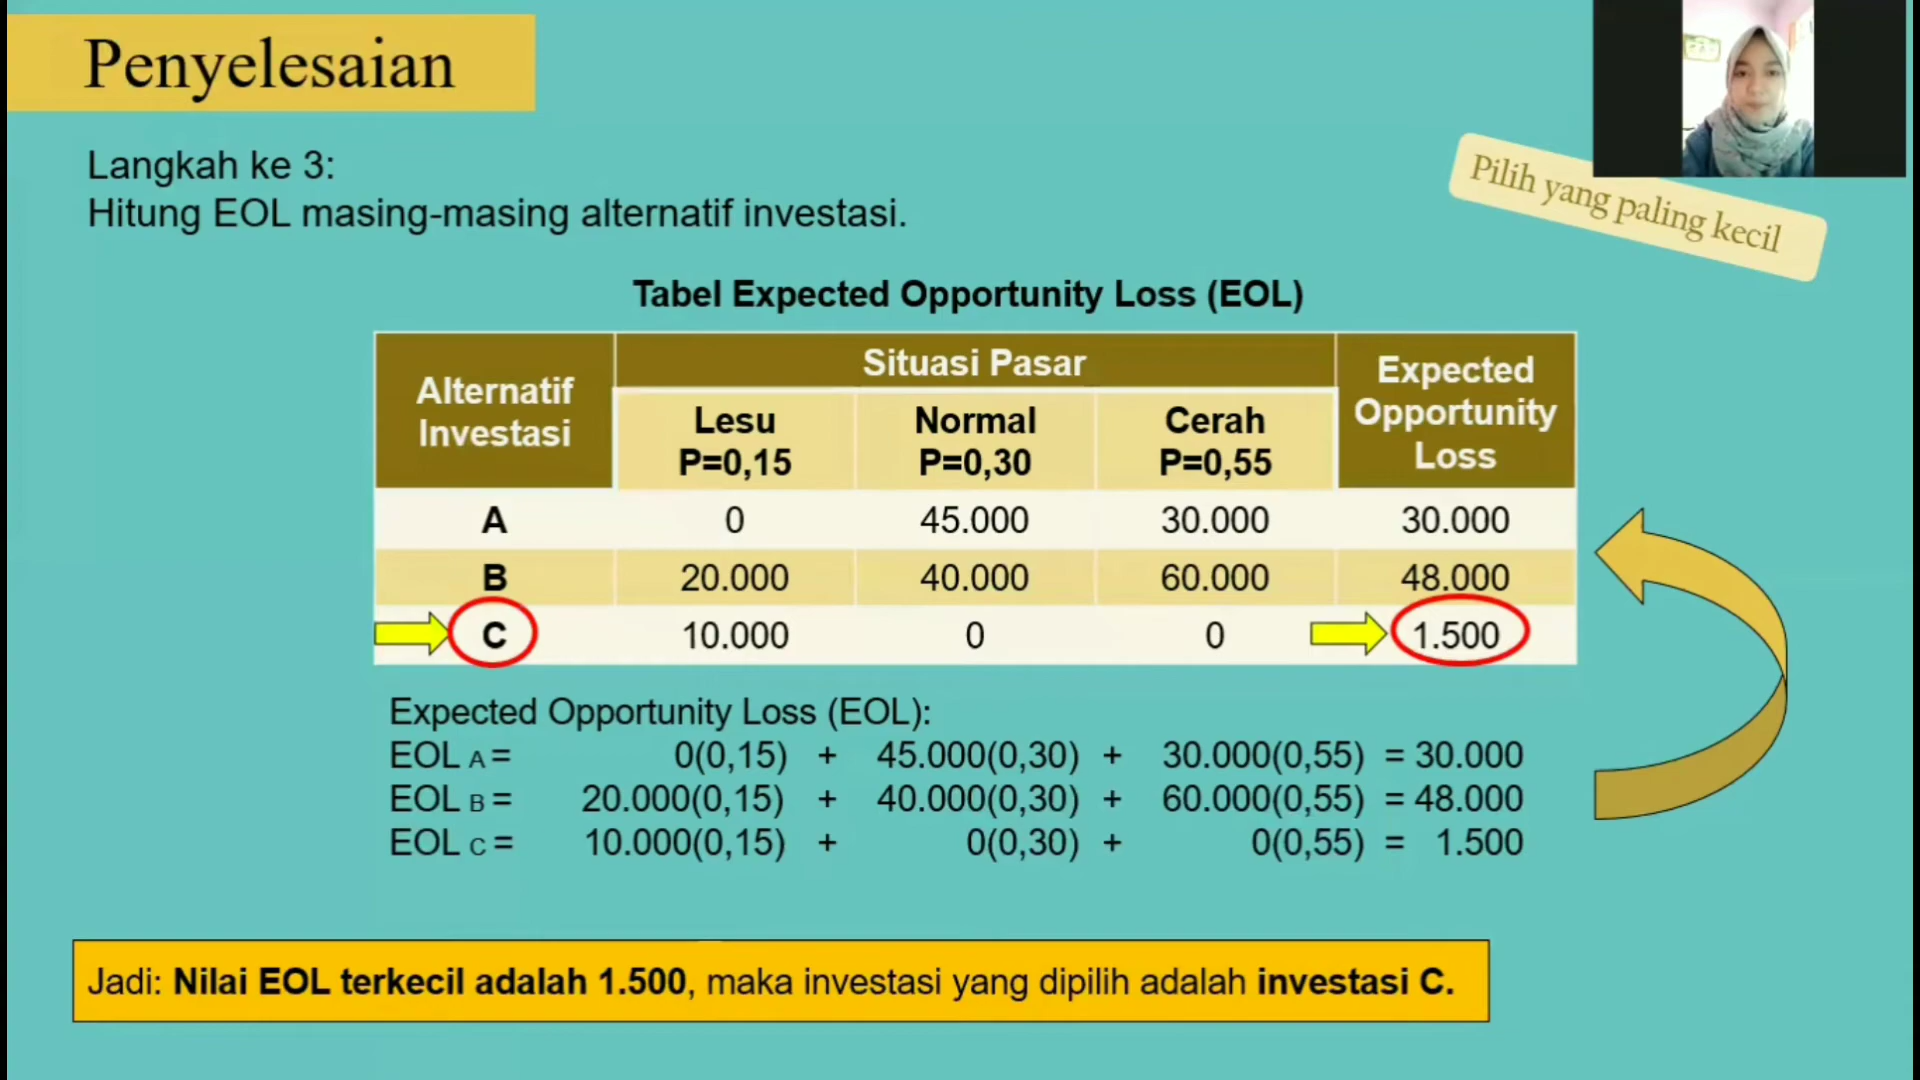 Penyelesaian
Langkah ke 3:
Hitung EOL masing-masing alternatif investasi.
Pilih yang paling kecil
Tabel Expected Opportunity Loss (EOL)
Alternatif Investasi
Situasi Pasar
Expected Opportunity Loss
Lesu P=0,15
Normal P=0,30
Cerah P=0,55
A 0 45.000 30.000 30.000
B 20.000 40.000 60.000 48.000
C 10.000 0 0 1.500
Expected Opportunity Loss (EOL):
EOL A = 0(0,15) + 45.000(0,30) + 30.000(0,55) = 30.000
EOL B = 20.000(0,15) + 40.000(0,30) + 60.000(0,55) = 48.000
EOL C = 10.000(0,15) + 0(0,30) + 0(0,55) = 1.500
Jadi: Nilai EOL terkecil adalah 1.500, maka investasi yang dipilih adalah investasi C.